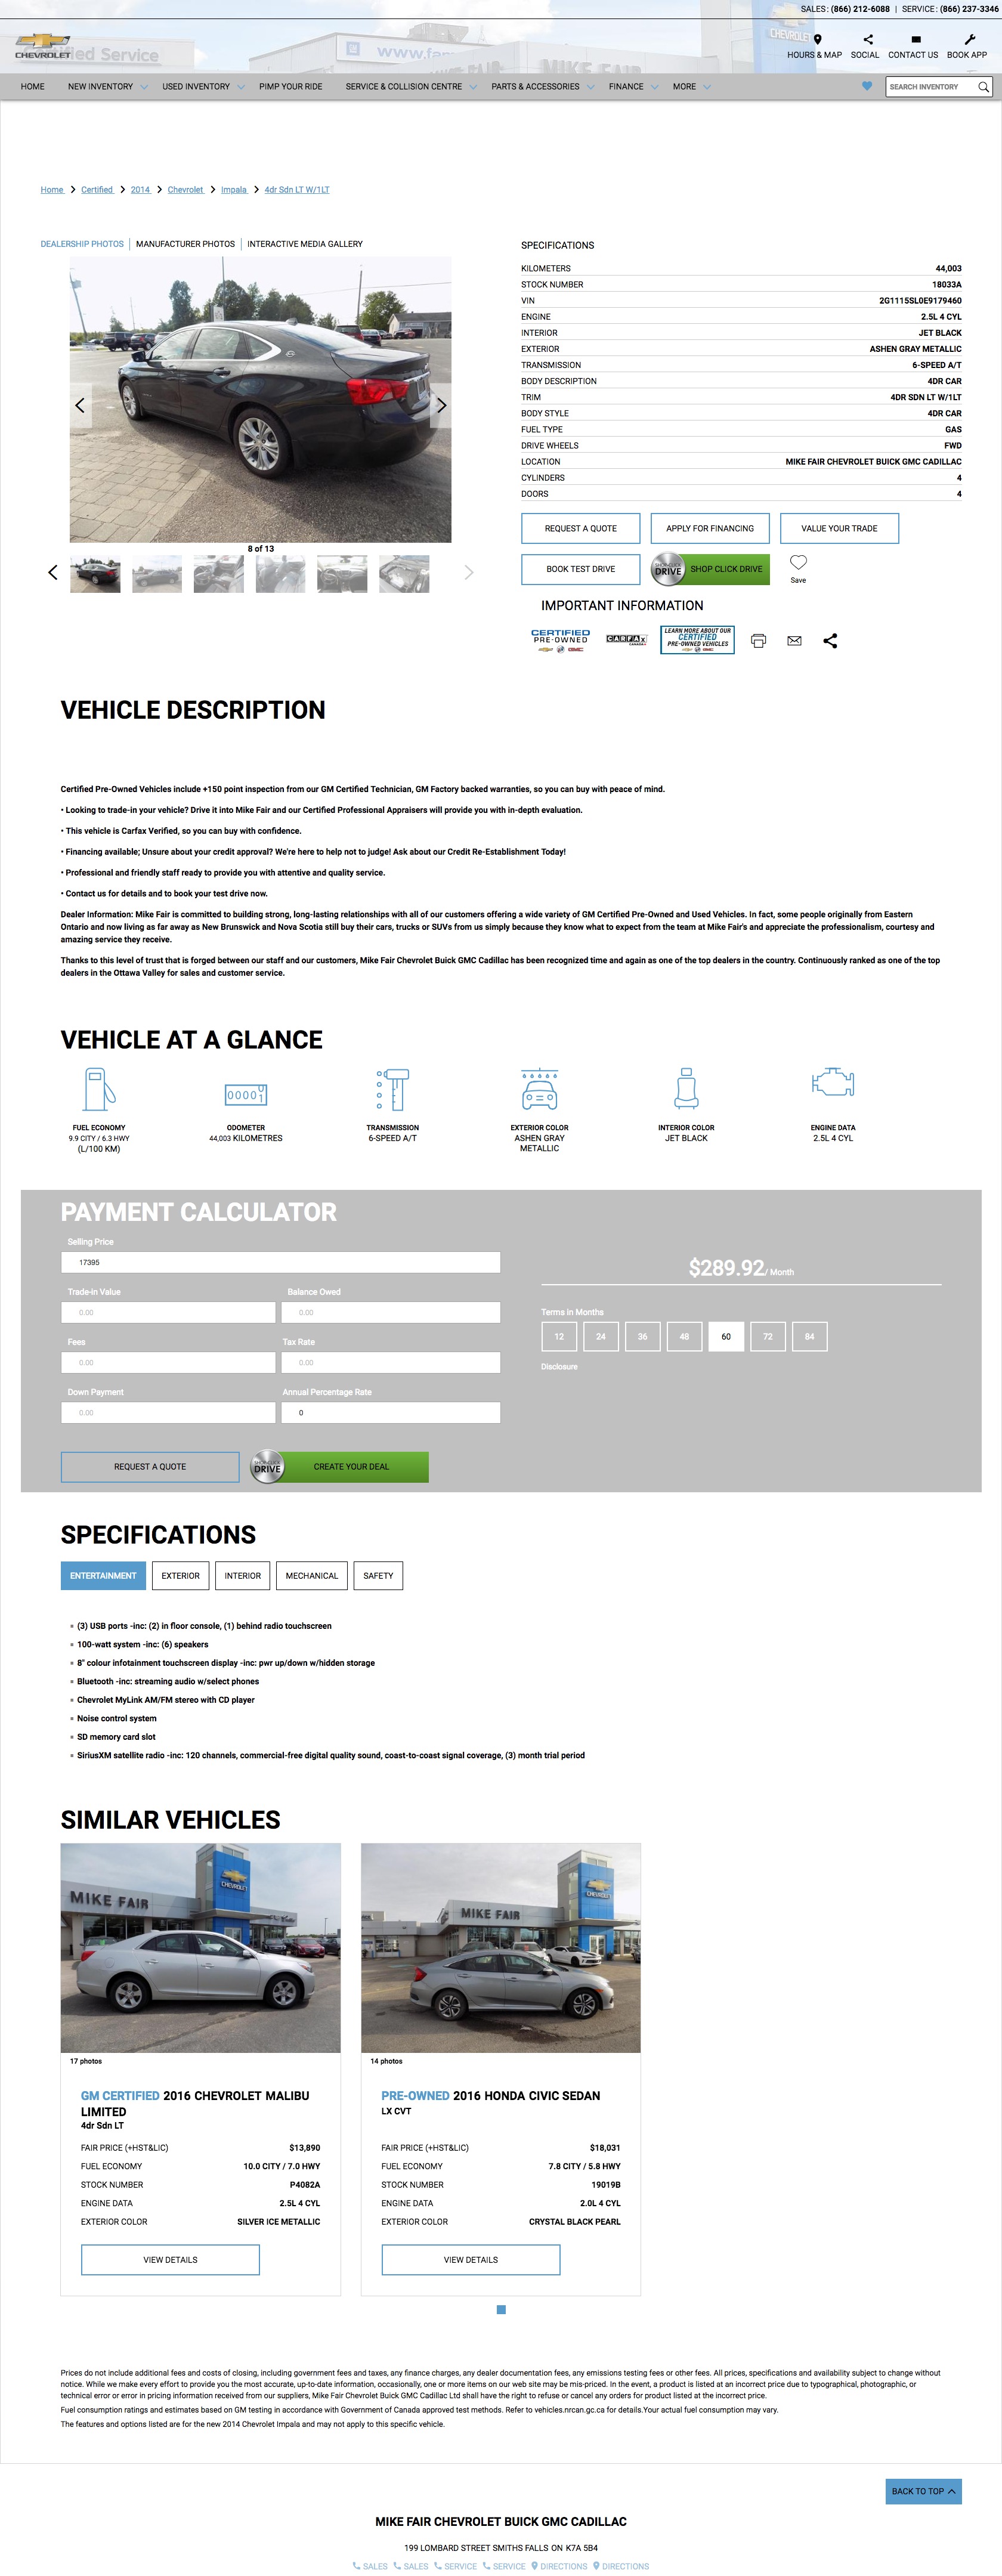 SALES: (866) 212-6088 | SERVICE: (866) 237-3346
CHEVROLET
HOURS & MAP SOCIAL CONTACT US BOOK APP
HOME NEW INVENTORY USED INVENTORY PIMP YOUR RIDE SERVICE & COLLISION CENTRE PARTS & ACCESSORIES FINANCE MORE SEARCH INVENTORY
Home Certified 2014 Chevrolet Impala 4dr Sdn LT W/1LT
DEALERSHIP PHOTOS MANUFACTURER PHOTOS INTERACTIVE MEDIA GALLERY
8 of 13
SPECIFICATIONS
KILOMETERS 44,003
STOCK NUMBER 18033A
VIN 2G1115SL0E9179460
ENGINE 2.5L 4 CYL
INTERIOR JET BLACK
EXTERIOR ASHEN GRAY METALLIC
TRANSMISSION 6-SPEED A/T
BODY DESCRIPTION 4DR CAR
TRIM 4DR SDN LT W/1LT
BODY STYLE 4DR CAR
FUEL TYPE GAS
DRIVE WHEELS FWD
LOCATION MIKE FAIR CHEVROLET BUICK GMC CADILLAC
CYLINDERS 4
DOORS 4
REQUEST A QUOTE APPLY FOR FINANCING VALUE YOUR TRADE
BOOK TEST DRIVE SHOP CLICK DRIVE SHOP CLICK DRIVE
Save
IMPORTANT INFORMATION
CERTIFIED PRE-OWNED
CARFAX CANADA
LEARN MORE ABOUT OUR
CERTIFIED
PRE-OWNED VEHICLES
VEHICLE DESCRIPTION
Certified Pre-Owned Vehicles include +150 point inspection from our GM Certified Technician, GM Factory backed warranties, so you can buy with peace of mind.
• Looking to trade-in your vehicle? Drive it into Mike Fair and our Certified Professional Appraisers will provide you with in-depth evaluation.
• This vehicle is Carfax Verified, so you can buy with confidence.
• Financing available; Unsure about your credit approval? We're here to help not to judge! Ask about our Credit Re-Establishment Today!
• Professional and friendly staff ready to provide you with attentive and quality service.
• Contact us for details and to book your test drive now.
Dealer Information: Mike Fair is committed to building strong, long-lasting relationships with all of our customers offering a wide variety of GM Certified Pre-Owned and Used Vehicles. In fact, some people originally from Eastern
Ontario and now living as far away as New Brunswick and Nova Scotia still buy their cars, trucks or SUVs from us simply because they know what to expect from the team at Mike Fair's and appreciate the professionalism, courtesy and
amazing service they receive.
Thanks to this level of trust that is forged between our staff and our customers, Mike Fair Chevrolet Buick GMC Cadillac has been recognized time and again as one of the top dealers in the country. Continuously ranked as one of the top
dealers in the Ottawa Valley for sales and customer service.
VEHICLE AT A GLANCE
FUEL ECONOMY
9.9 CITY / 6.3 HWY
(L/100 KM)
ODOMETER
44,003 KILOMETRES
TRANSMISSION
6-SPEED A/T
EXTERIOR COLOR
ASHEN GRAY
METALLIC
INTERIOR COLOR
JET BLACK
ENGINE DATA
2.5L 4 CYL
PAYMENT CALCULATOR
Selling Price
17395
Trade-in Value Balance Owed
0.00 0.00
Fees Tax Rate
0.00 0.00
Down Payment Annual Percentage Rate
0.00 0
$289.92/ Month
Terms in Months
12 24 36 48 60 72 84
Disclosure
REQUEST A QUOTE SHOP CLICK DRIVE CREATE YOUR DEAL
SPECIFICATIONS
ENTERTAINMENT EXTERIOR INTERIOR MECHANICAL SAFETY
(3) USB ports -inc: (2) in floor console, (1) behind radio touchscreen
100-watt system -inc: (6) speakers
8" colour infotainment touchscreen display -inc: pwr up/down w/hidden storage
Bluetooth -inc: streaming audio w/select phones
Chevrolet MyLink AM/FM stereo with CD player
Noise control system
SD memory card slot
SiriusXM satellite radio -inc: 120 channels, commercial-free digital quality sound, coast-to-coast signal coverage, (3) month trial period
SIMILAR VEHICLES
MIKE FAIR CHEVROLET
17 photos
GM CERTIFIED 2016 CHEVROLET MALIBU
LIMITED
4dr Sdn LT
FAIR PRICE (+HST&LIC) $13,890
FUEL ECONOMY 10.0 CITY / 7.0 HWY
STOCK NUMBER P4082A
ENGINE DATA 2.5L 4 CYL
EXTERIOR COLOR SILVER ICE METALLIC
VIEW DETAILS
MIKE FAIR CHEVROLET
14 photos
PRE-OWNED 2016 HONDA CIVIC SEDAN
LX CVT
FAIR PRICE (+HST&LIC) $18,031
FUEL ECONOMY 7.8 CITY / 5.8 HWY
STOCK NUMBER 19019B
ENGINE DATA 2.0L 4 CYL
EXTERIOR COLOR CRYSTAL BLACK PEARL
VIEW DETAILS
Prices do not include additional fees and costs of closing, including government fees and taxes, any finance charges, any dealer documentation fees, any emissions testing fees or other fees. All prices, specifications and availability subject to change without
notice. While we make every effort to provide you the most accurate, up-to-date information, occasionally, one or more items on our web site may be mis-priced. In the event, a product is listed at an incorrect price due to typographical, photographic, or
technical error or error in pricing information received from our suppliers, Mike Fair Chevrolet Buick GMC Cadillac Ltd shall have the right to refuse or cancel any orders for product listed at the incorrect price.
Fuel consumption ratings and estimates based on GM testing in accordance with Government of Canada approved test methods. Refer to vehicles.nrcan.gc.ca for details.Your actual fuel consumption may vary.
The features and options listed are for the new 2014 Chevrolet Impala and may not apply to this specific vehicle.
BACK TO TOP
MIKE FAIR CHEVROLET BUICK GMC CADILLAC
199 LOMBARD STREET SMITHS FALLS ON K7A 5B4
SALES SALES SERVICE SERVICE DIRECTIONS DIRECTIONS